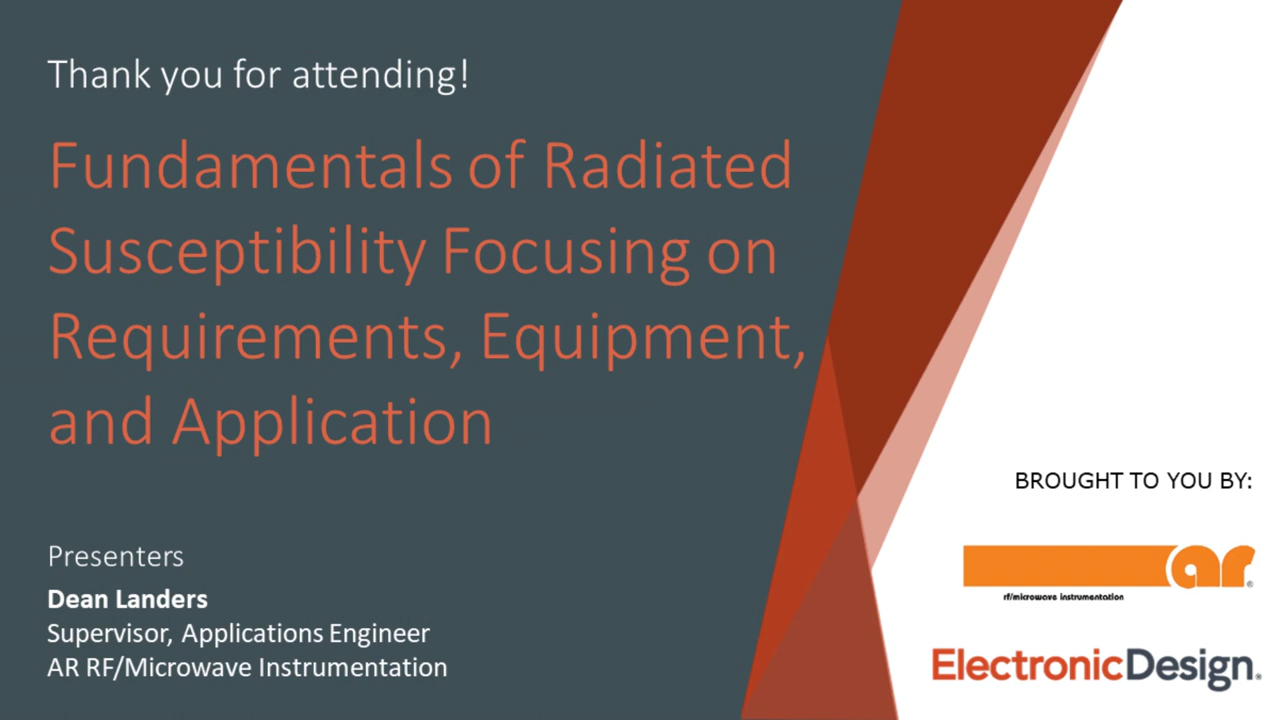 Thank you for attending!
Fundamentals of Radiated
Susceptibility Focusing on
Requirements, Equipment,
and Application
Presenters
Dean Landers
Supervisor, Applications Engineer
AR RF/Microwave Instrumentation
BROUGHT TO YOU BY:
ar®
rf/microwave instrumentation
ElectronicDesign®